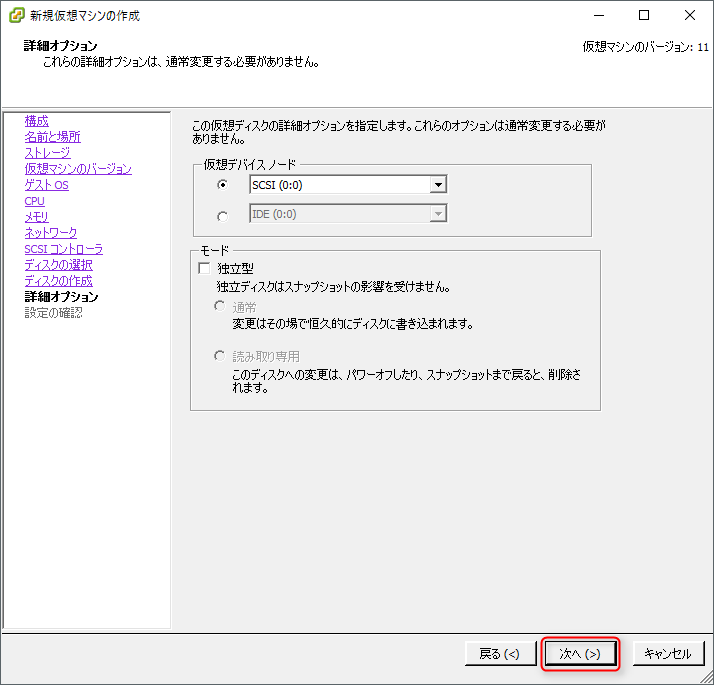 新規仮想マシンの作成
詳細オプション
これらの詳細オプションは、通常変更する必要がありません。
仮想マシンのバージョン: 11
構成
名前と場所
ストレージ
仮想マシンのバージョン
ゲスト OS
CPU
メモリ
ネットワーク
SCSI コントローラ
ディスクの選択
ディスクの作成
詳細オプション
設定の確認
この仮想ディスクの詳細オプションを指定します。これらのオプションは通常変更する必要が
ありません。
仮想デバイス ノード
SCSI (0:0)
IDE (0:0)
モード
独立型
独立ディスクはスナップショットの影響を受けません。
通常
変更はその場で恒久的にディスクに書き込まれます。
読み取り専用
このディスクへの変更は、パワーオフしたり、スナップショットまで戻ると、削除さ
れます。
戻る (<)
次へ (>)
キャンセル